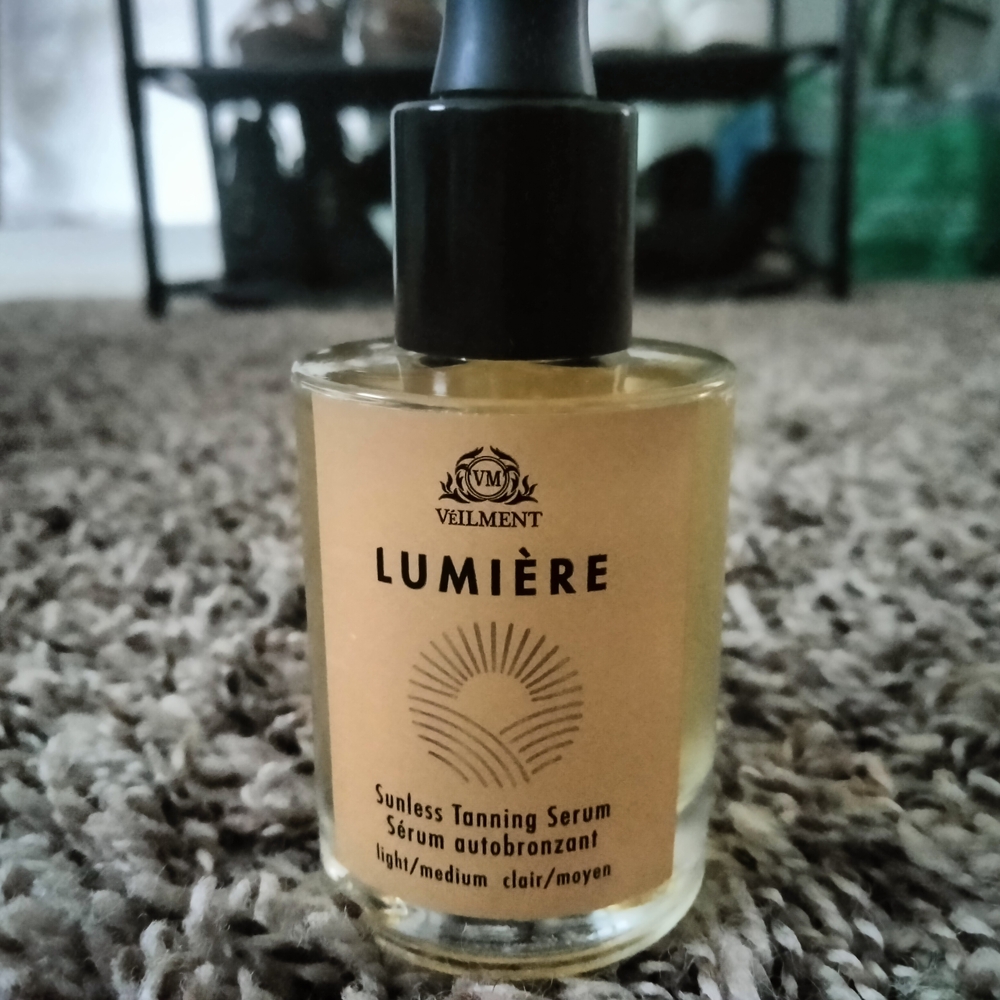 VM
VéILMENT
LUMIÈRE
Sunless Tanning Serum
Sérum autobronzant
light/medium clair/moyen